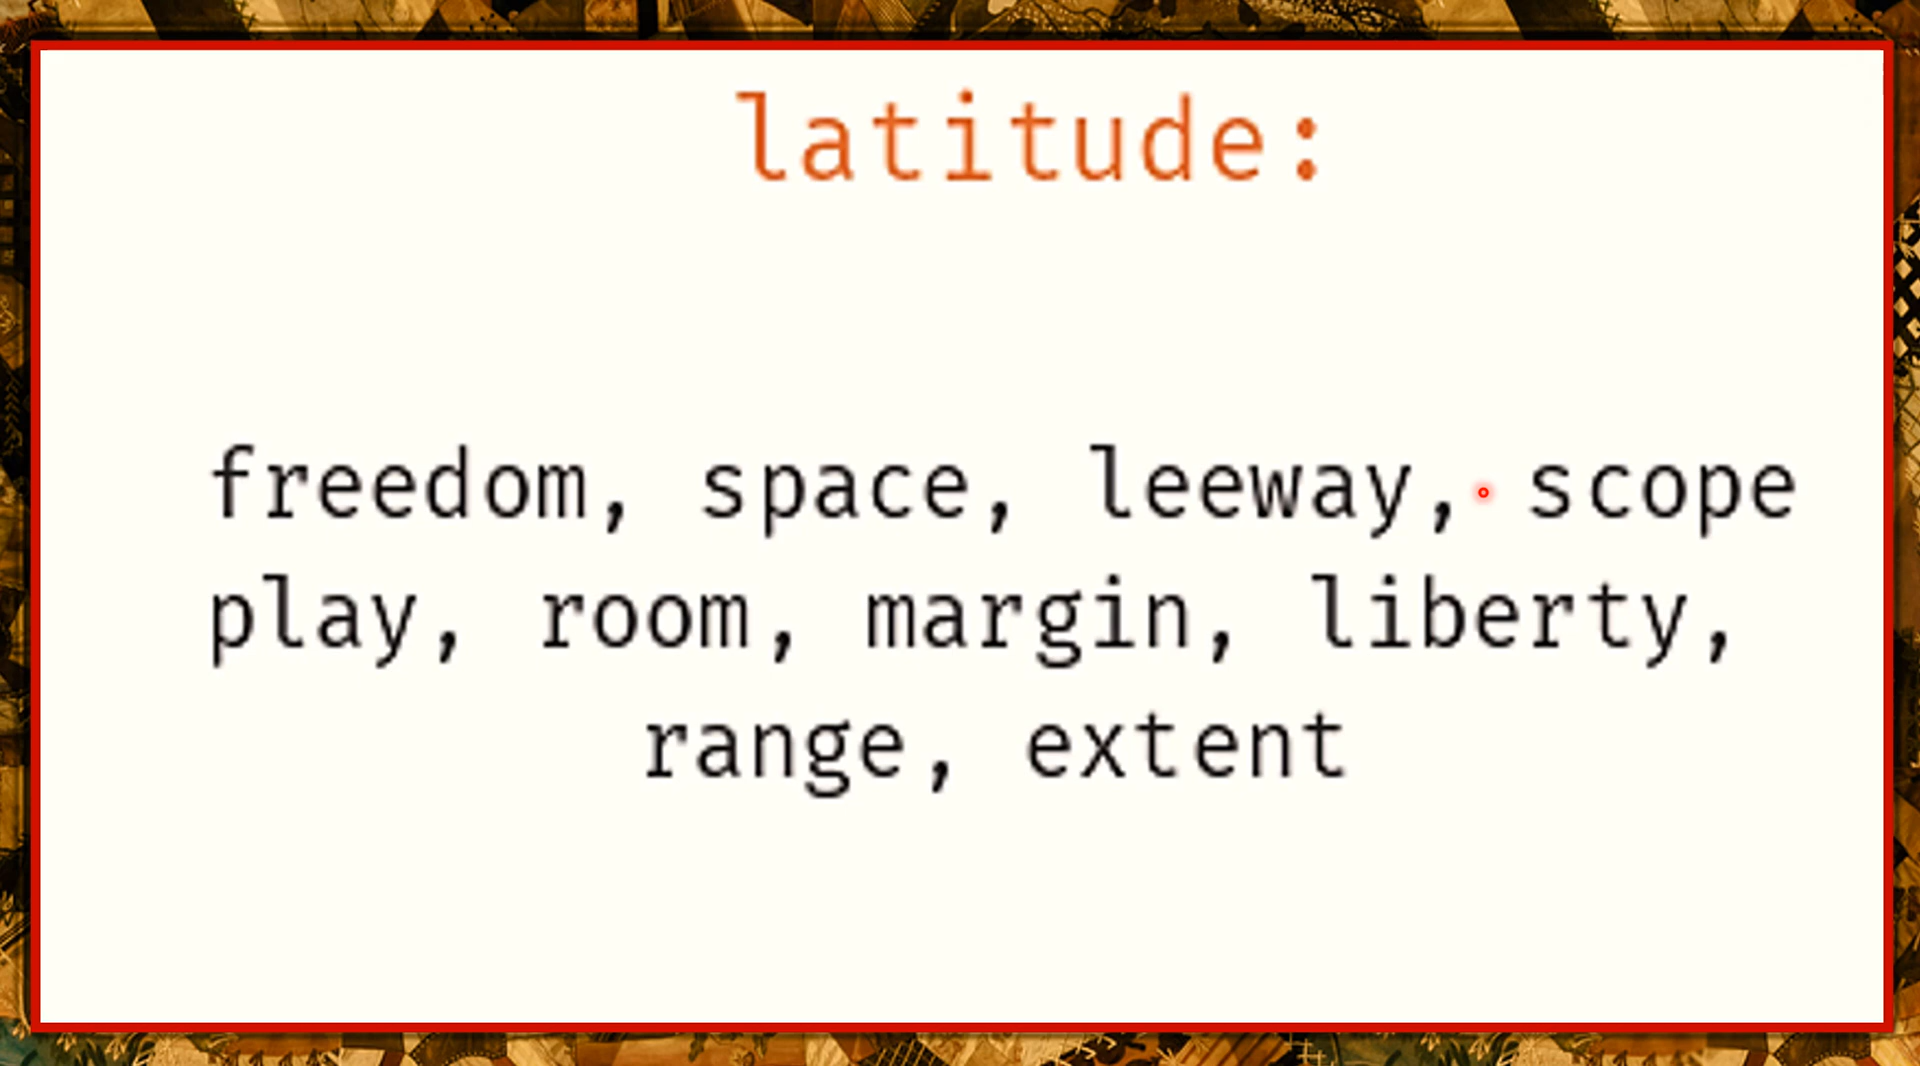 latitude:
freedom, space, leeway, scope
play, room, margin, liberty,
range, extent